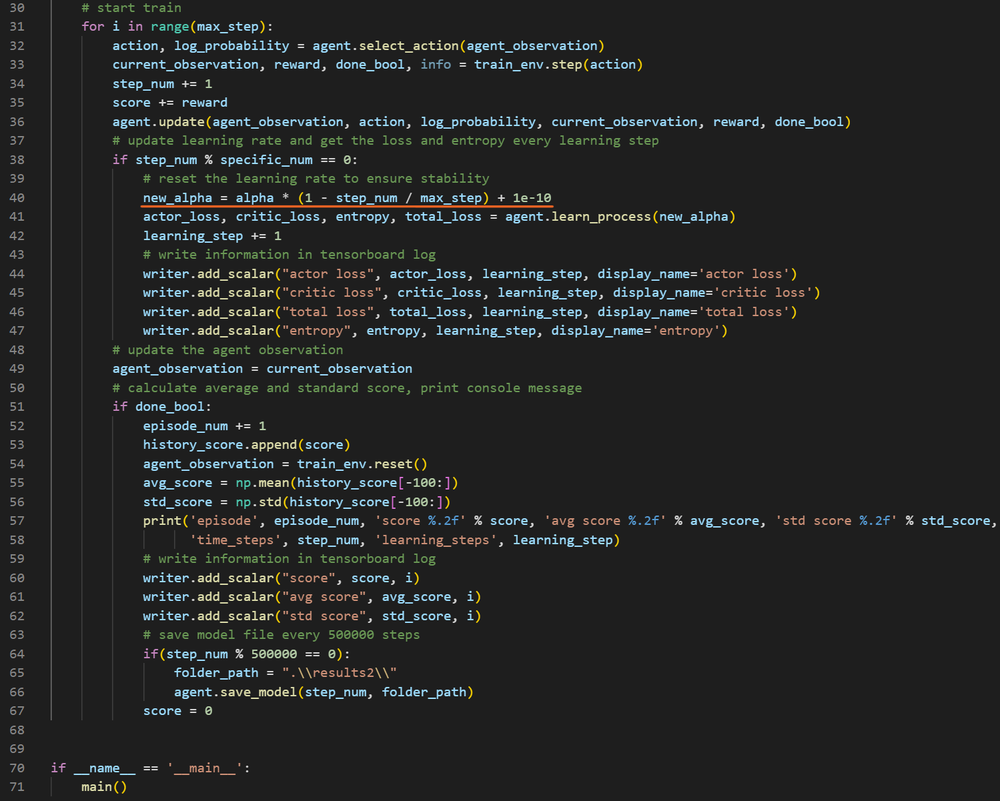 30 # start train
31 for i in range(max_step):
32 action, log_probability = agent.select_action(agent_observation)
33 current_observation, reward, done_bool, info = train_env.step(action)
34 step_num += 1
35 score += reward
36 agent.update(agent_observation, action, log_probability, current_observation, reward, done_bool)
37 # update learning rate and get the loss and entropy every learning step
38 if step_num % specific_num == 0:
39 # reset the learning rate to ensure stability
40 new_alpha = alpha * (1 - step_num / max_step) + 1e-10
41 actor_loss, critic_loss, entropy, total_loss = agent.learn_process(new_alpha)
42 learning_step += 1
43 # write information in tensorboard log
44 writer.add_scalar("actor loss", actor_loss, learning_step, display_name='actor loss')
45 writer.add_scalar("critic loss", critic_loss, learning_step, display_name='critic loss')
46 writer.add_scalar("total loss", total_loss, learning_step, display_name='total loss')
47 writer.add_scalar("entropy", entropy, learning_step, display_name='entropy')
48 # update the agent observation
49 agent_observation = current_observation
50 # calculate average and standard score, print console message
51 if done_bool:
52 episode_num += 1
53 history_score.append(score)
54 agent_observation = train_env.reset()
55 avg_score = np.mean(history_score[-100:])
56 std_score = np.std(history_score[-100:])
57 print('episode', episode_num, 'score %.2f' % score, 'avg score %.2f' % avg_score, 'std score %.2f' % std_score,
58 'time_steps', step_num, 'learning_steps', learning_step)
59 # write information in tensorboard log
60 writer.add_scalar("score", score, i)
61 writer.add_scalar("avg score", avg_score, i)
62 writer.add_scalar("std score", std_score, i)
63 # save model file every 500000 steps
64 if(step_num % 500000 == 0):
65 folder_path = ".\\results2\\"
66 agent.save_model(step_num, folder_path)
67 score = 0
68
69
70 if __name__ == '__main__':
71 main()